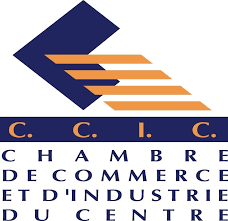 C. C. I. C.
CHAMBRE
DE COMMERCE
ET D'INDUSTRIE
DU CENTRE